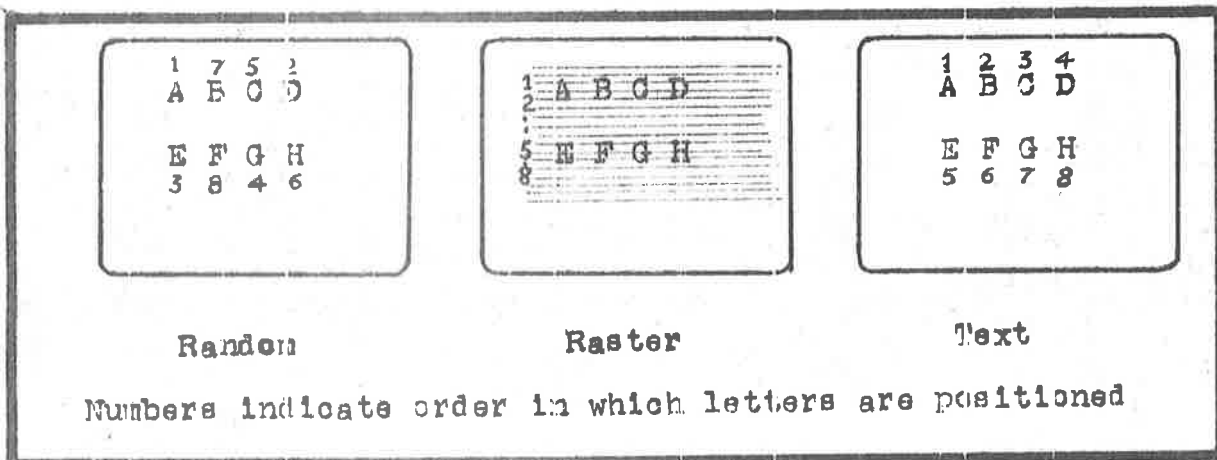 1 7 5 2
A B C D
E F G H
3 8 4 6
Random
1 A B C D
2
5 E F G H
8
Raster
1 2 3 4
A B C D
E F G H
5 6 7 8
Text
Numbers indicate order in which letters are positioned